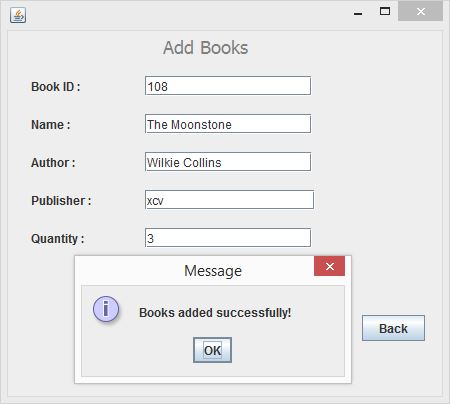 Add Books
Book ID : 108
Name : The Moonstone
Author : Wilkie Collins
Publisher : xcv
Quantity : 3
Message
Books added successfully!
OK
Back